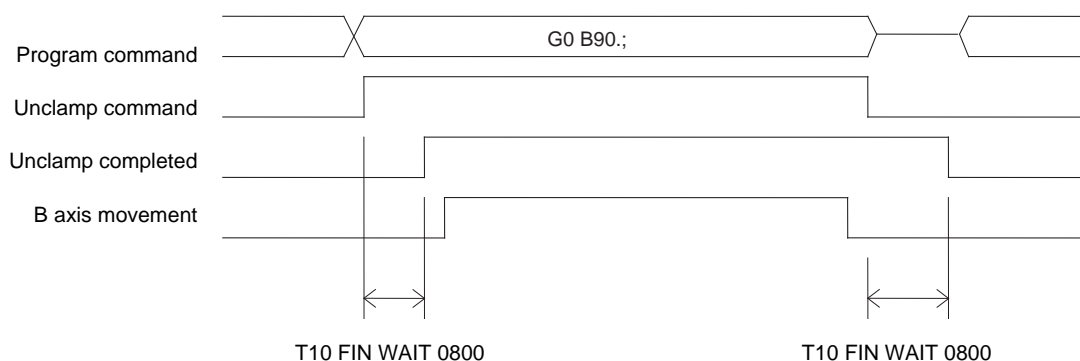 G0 B90.;
Program command
Unclamp command
Unclamp completed
B axis movement
T10 FIN WAIT 0800
T10 FIN WAIT 0800